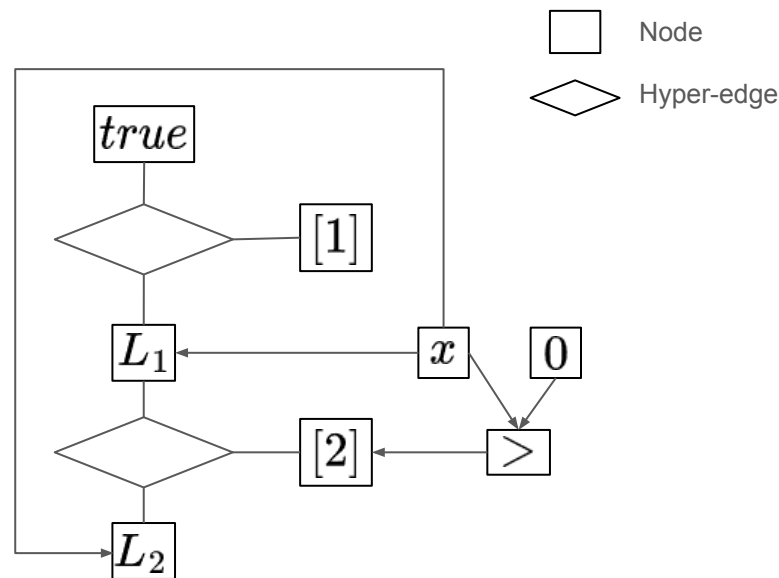 Node
Hyper-edge
true
[1]
L₁
x
0
[2]
>
L₂